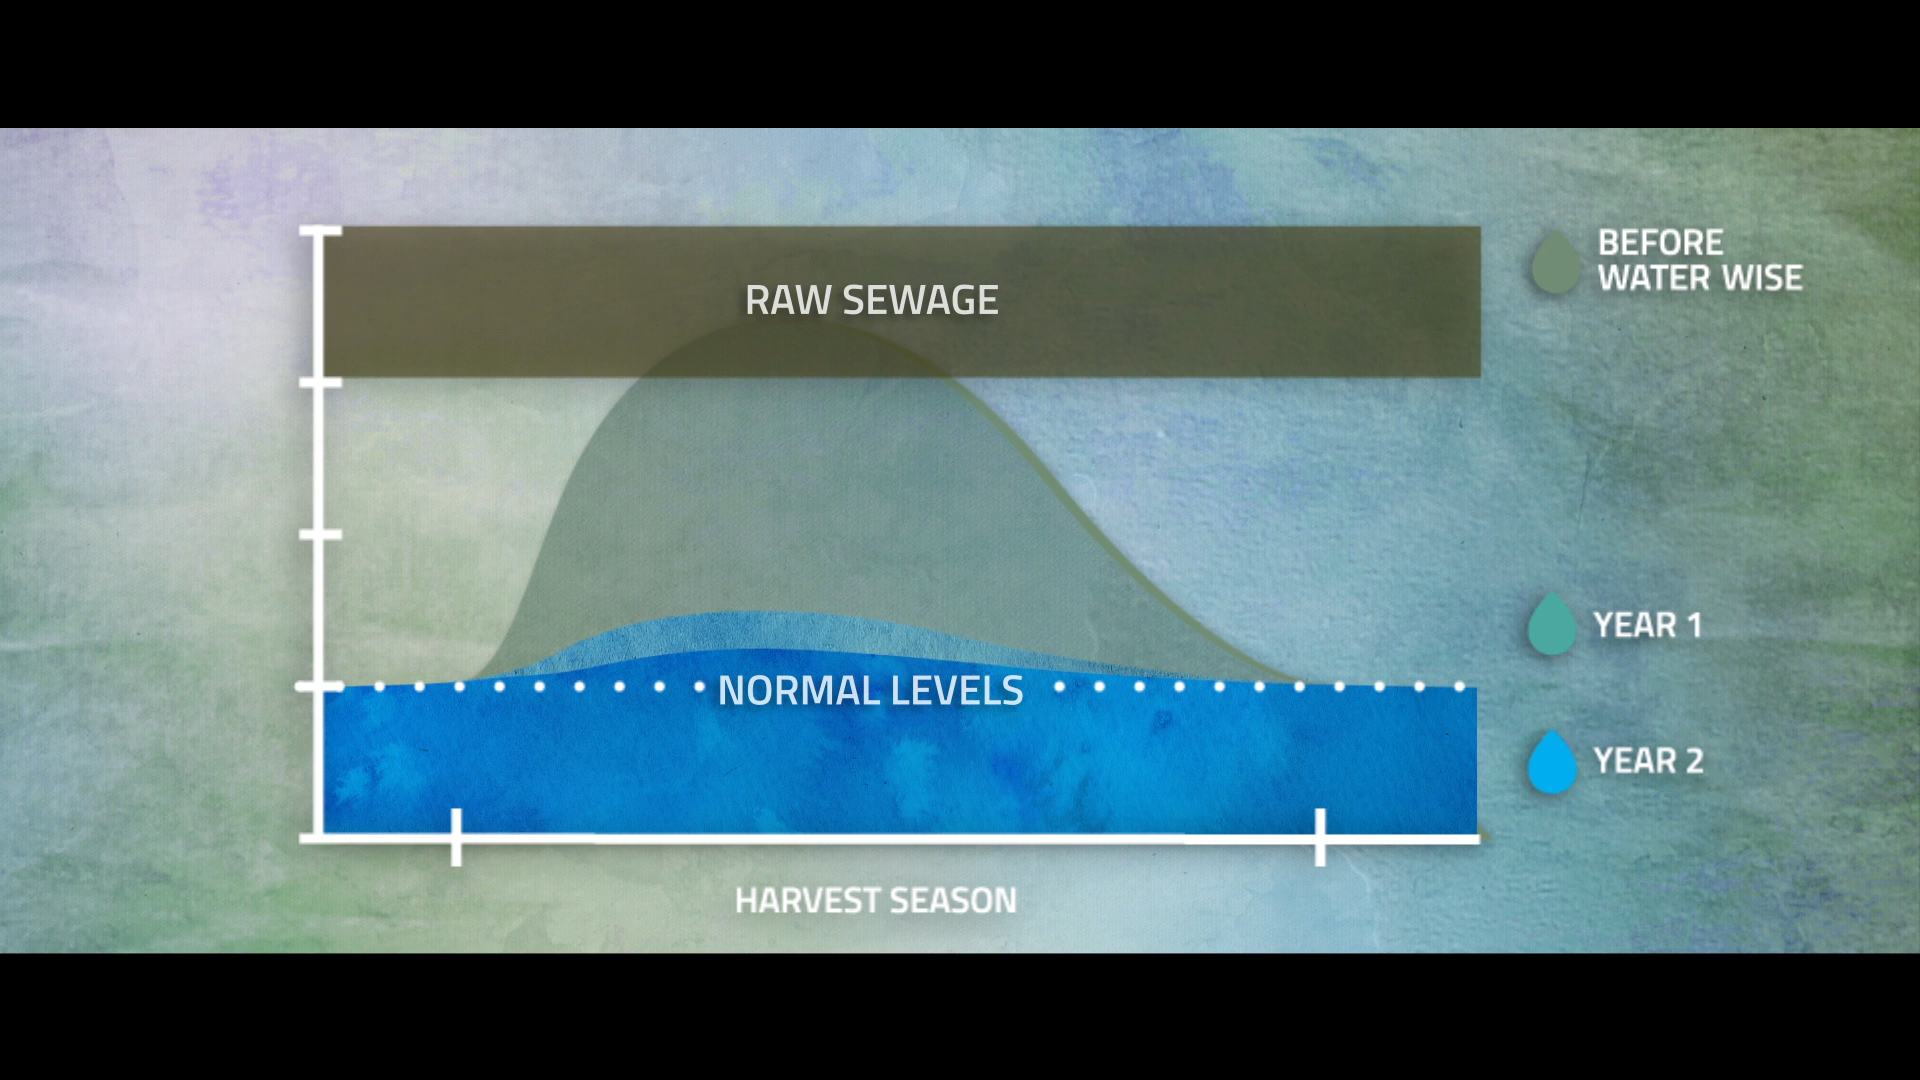 RAW SEWAGE
BEFORE
WATER WISE
YEAR 1
NORMAL LEVELS
YEAR 2
HARVEST SEASON